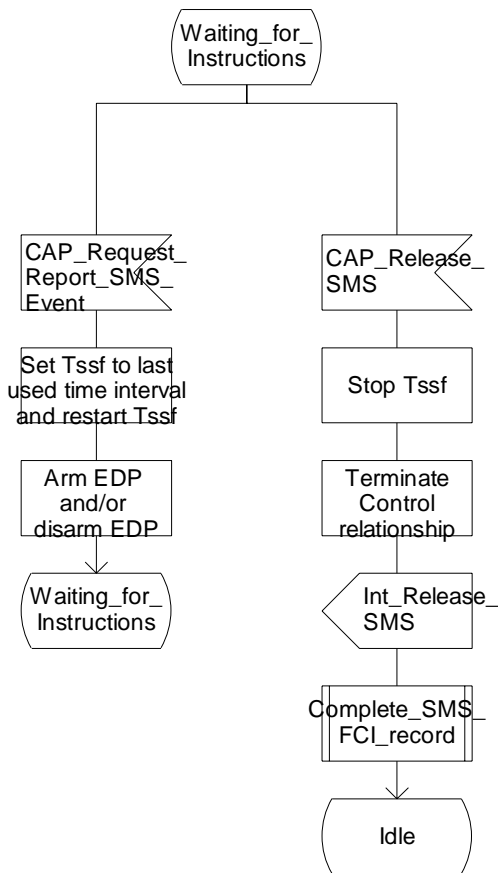 Waiting_for_
Instructions
CAP_Request_
Report_SMS_
Event
Set Tssf to last
used time interval
and restart Tssf
Arm EDP
and/or
disarm EDP
Waiting_for_
Instructions
CAP_Release_
SMS
Stop Tssf
Terminate
Control
relationship
Int_Release_
SMS
Complete_SMS_
FCI_record
Idle